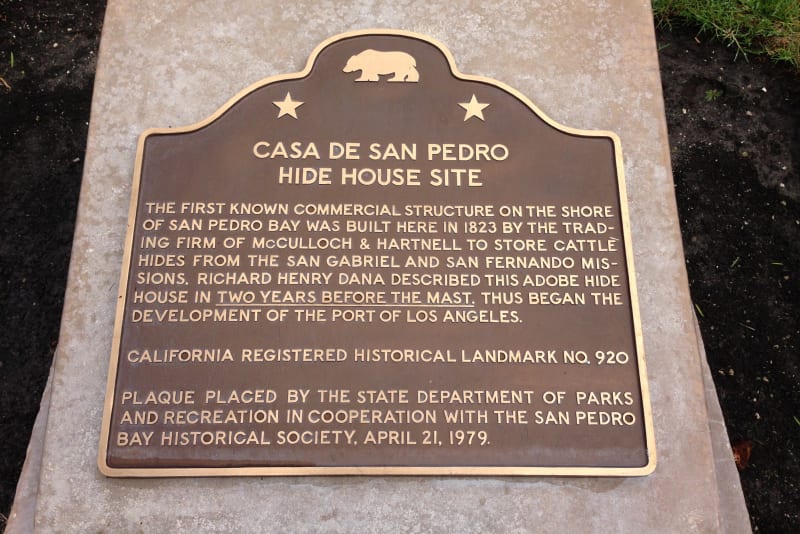 CASA DE SAN PEDRO
HIDE HOUSE SITE
THE FIRST KNOWN COMMERCIAL STRUCTURE ON THE SHORE
OF SAN PEDRO BAY WAS BUILT HERE IN 1823 BY THE TRAD-
ING FIRM OF McCULLOCH & HARTNELL TO STORE CATTLE
HIDES FROM THE SAN GABRIEL AND SAN FERNANDO MIS-
SIONS. RICHARD HENRY DANA DESCRIBED THIS ADOBE HIDE
HOUSE IN TWO YEARS BEFORE THE MAST. THUS BEGAN THE
DEVELOPMENT OF THE PORT OF LOS ANGELES.
CALIFORNIA REGISTERED HISTORICAL LANDMARK NO. 920
PLAQUE PLACED BY THE STATE DEPARTMENT OF PARKS
AND RECREATION IN COOPERATION WITH THE SAN PEDRO
BAY HISTORICAL SOCIETY, APRIL 21, 1979.